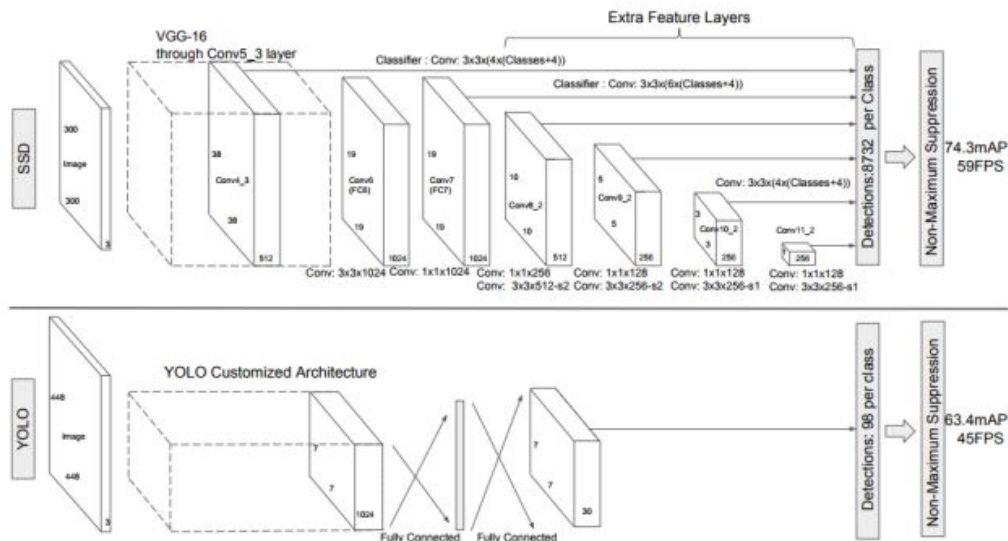 Extra Feature Layers
VGG-16
through Conv5_3 layer
Classifier : Conv: 3x3x(4x(Classes+4))
Classifier : Conv: 3x3x(6x(Classes+4))
SSD
300
Image
300
3
38
Conv4_3
38
512
19
Conv6
(FC6)
19
1024
19
Conv7
(FC7)
19
1024
10
Conv8_2
10
512
5
Conv9_2
5
256
Conv: 3x3x(4x(Classes+4))
3
Conv10_2
3
256
Conv11_2
1
256
Conv: 3x3x1024
Conv: 1x1x1024
Conv: 1x1x256
Conv: 3x3x512-s2
Conv: 1x1x128
Conv: 3x3x256-s2
Conv: 1x1x128
Conv: 3x3x256-s1
Conv: 1x1x128
Conv: 3x3x256-s1
Detections:8732 per Class
Non-Maximum Suppression
74.3mAP
59FPS
YOLO
448
Image
448
3
YOLO Customized Architecture
7
7
1024
Fully Connected
Fully Connected
7
7
30
Detections: 98 per class
Non-Maximum Suppression
63.4mAP
45FPS